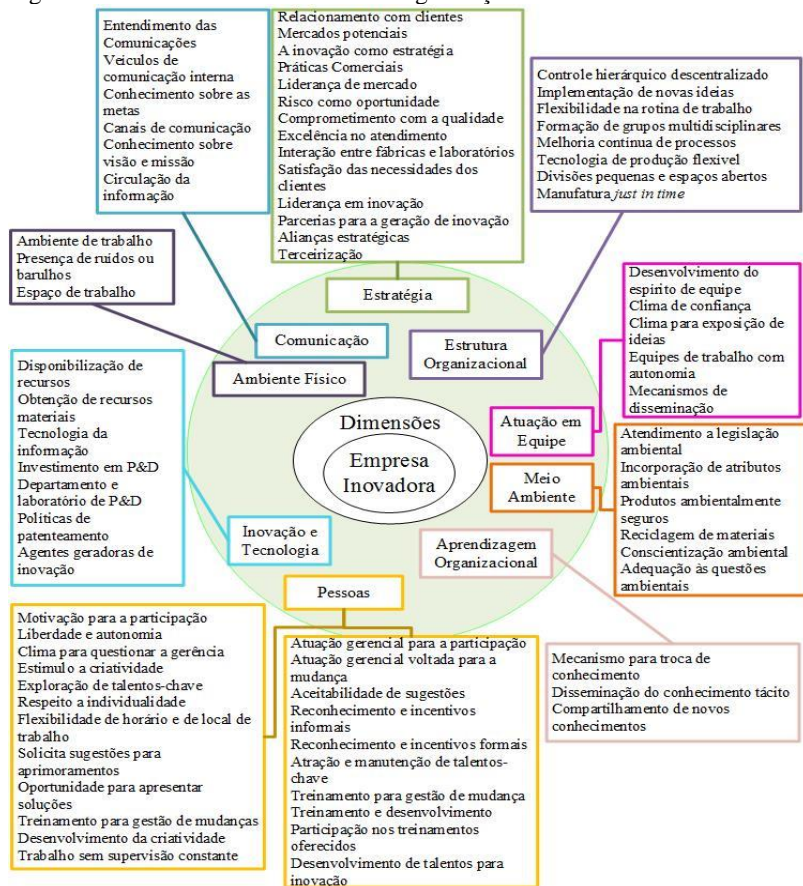 Entendimento das
Comunicações
Veículos de
comunicação interna
Conhecimento sobre as
metas
Canais de comunicação
Conhecimento sobre
visão e missão
Circulação da
informação
Relacionamento com clientes
Mercados potenciais
A inovação como estratégia
Práticas Comerciais
Liderança de mercado
Risco como oportunidade
Comprometimento com a qualidade
Excelência no atendimento
Interação entre fábricas e laboratórios
Satisfação das necessidades dos
clientes
Liderança em inovação
Parcerias para a geração de inovação
Alianças estratégicas
Terceirização
Controle hierárquico descentralizado
Implementação de novas ideias
Flexibilidade na rotina de trabalho
Formação de grupos multidisciplinares
Melhoria contínua de processos
Tecnologia de produção flexível
Divisões pequenas e espaços abertos
Manufatura just in time
Ambiente de trabalho
Presença de ruídos ou
barulhos
Espaço de trabalho
Estratégia
Comunicação
Estrutura
Organizacional
Ambiente Físico
Desenvolvimento do
espirito de equipe
Clima de confiança
Clima para exposição de
ideias
Equipes de trabalho com
autonomia
Mecanismos de
disseminação
Disponibilização de
recursos
Obtenção de recursos
materiais
Tecnologia da
informação
Investimento em P&D
Departamento e
laboratório de P&D
Políticas de
patenteamento
Agentes geradoras de
inovação
Dimensões
Empresa
Inovadora
Atuação em
Equipe
Meio
Ambiente
Atendimento a legislação
ambiental
Incorporação de atributos
ambientais
Produtos ambientalmente
seguros
Reciclagem de materiais
Conscientização ambiental
Adequação às questões
ambientais
Inovação e
Tecnologia
Aprendizagem
Organizacional
Pessoas
Motivação para a participação
Liberdade e autonomia
Clima para questionar a gerência
Estimulo a criatividade
Exploração de talentos-chave
Respeito a individualidade
Flexibilidade de horário e de local de
trabalho
Solicita sugestões para
aprimoramentos
Oportunidade para apresentar
soluções
Treinamento para gestão de mudanças
Desenvolvimento da criatividade
Trabalho sem supervisão constante
Atuação gerencial para a participação
Atuação gerencial voltada para a
mudança
Aceitabilidade de sugestões
Reconhecimento e incentivos
informais
Reconhecimento e incentivos formais
Atração e manutenção de talentos-
chave
Treinamento para gestão de mudança
Treinamento e desenvolvimento
Participação nos treinamentos
oferecidos
Desenvolvimento de talentos para
inovação
Mecanismo para troca de
conhecimento
Disseminação do conhecimento tácito
Compartilhamento de novos
conhecimentos